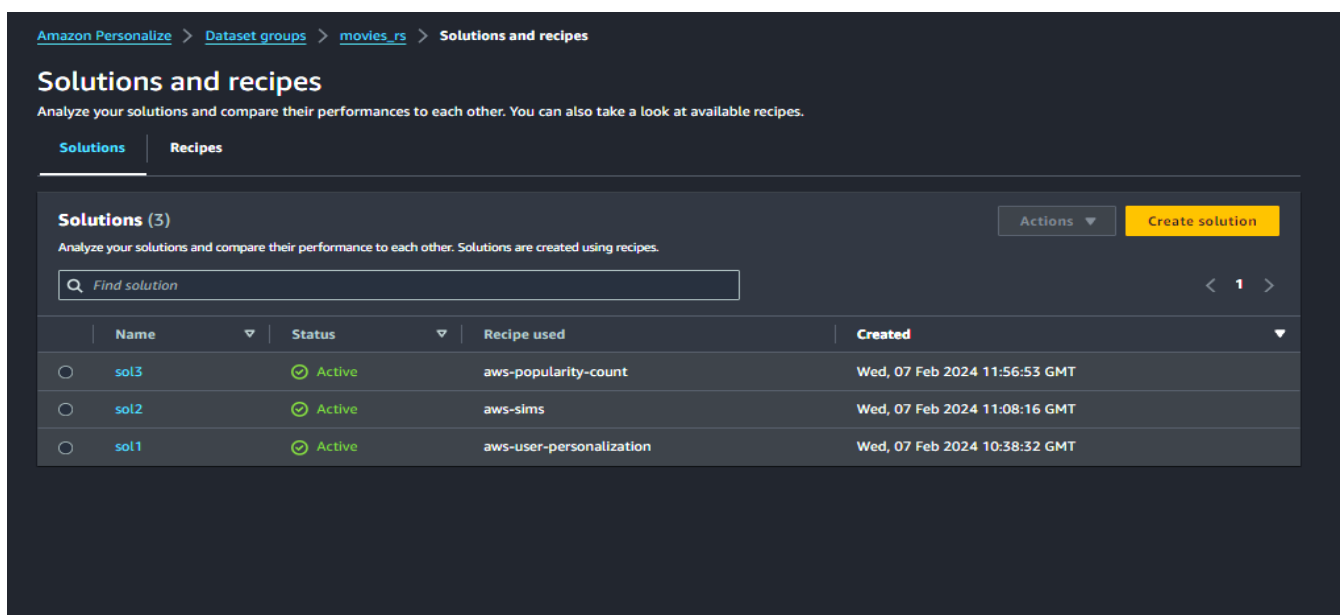 Amazon Personalize > Dataset groups > movies_rs > Solutions and recipes
Solutions and recipes
Analyze your solutions and compare their performances to each other. You can also take a look at available recipes.
Solutions Recipes
Solutions (3) Actions Create solution
Analyze your solutions and compare their performance to each other. Solutions are created using recipes.
Find solution < 1 >
Name Status Recipe used Created
sol3 Active aws-popularity-count Wed, 07 Feb 2024 11:56:53 GMT
sol2 Active aws-sims Wed, 07 Feb 2024 11:08:16 GMT
sol1 Active aws-user-personalization Wed, 07 Feb 2024 10:38:32 GMT